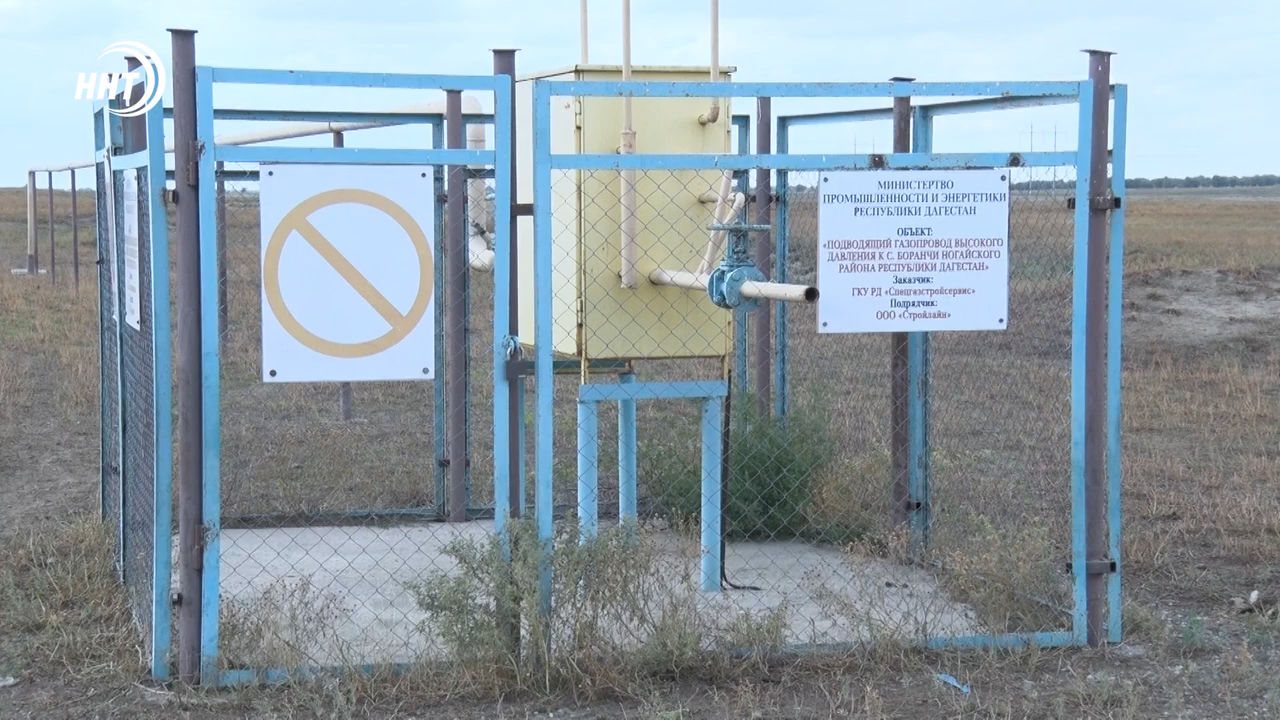 ННТ
МИНИСТЕРТВО
ПРОМЫШЛЕННОСТИ И ЭНЕРГЕТИКИ
РЕСПУБЛИКИ ДАГЕСТАН
ОБЪЕКТ:
«ПОДВОДЯЩИЙ ГАЗОПРОВОД ВЫСОКОГО
ДАВЛЕНИЯ К С. БОРАНЧИ НОГАЙСКОГО
РАЙОНА РЕСПУБЛИКИ ДАГЕСТАН»
Заказчик:
ГКУ РД «Спецгазстройсервис»
Подрядчик:
ООО «Стройлайн»